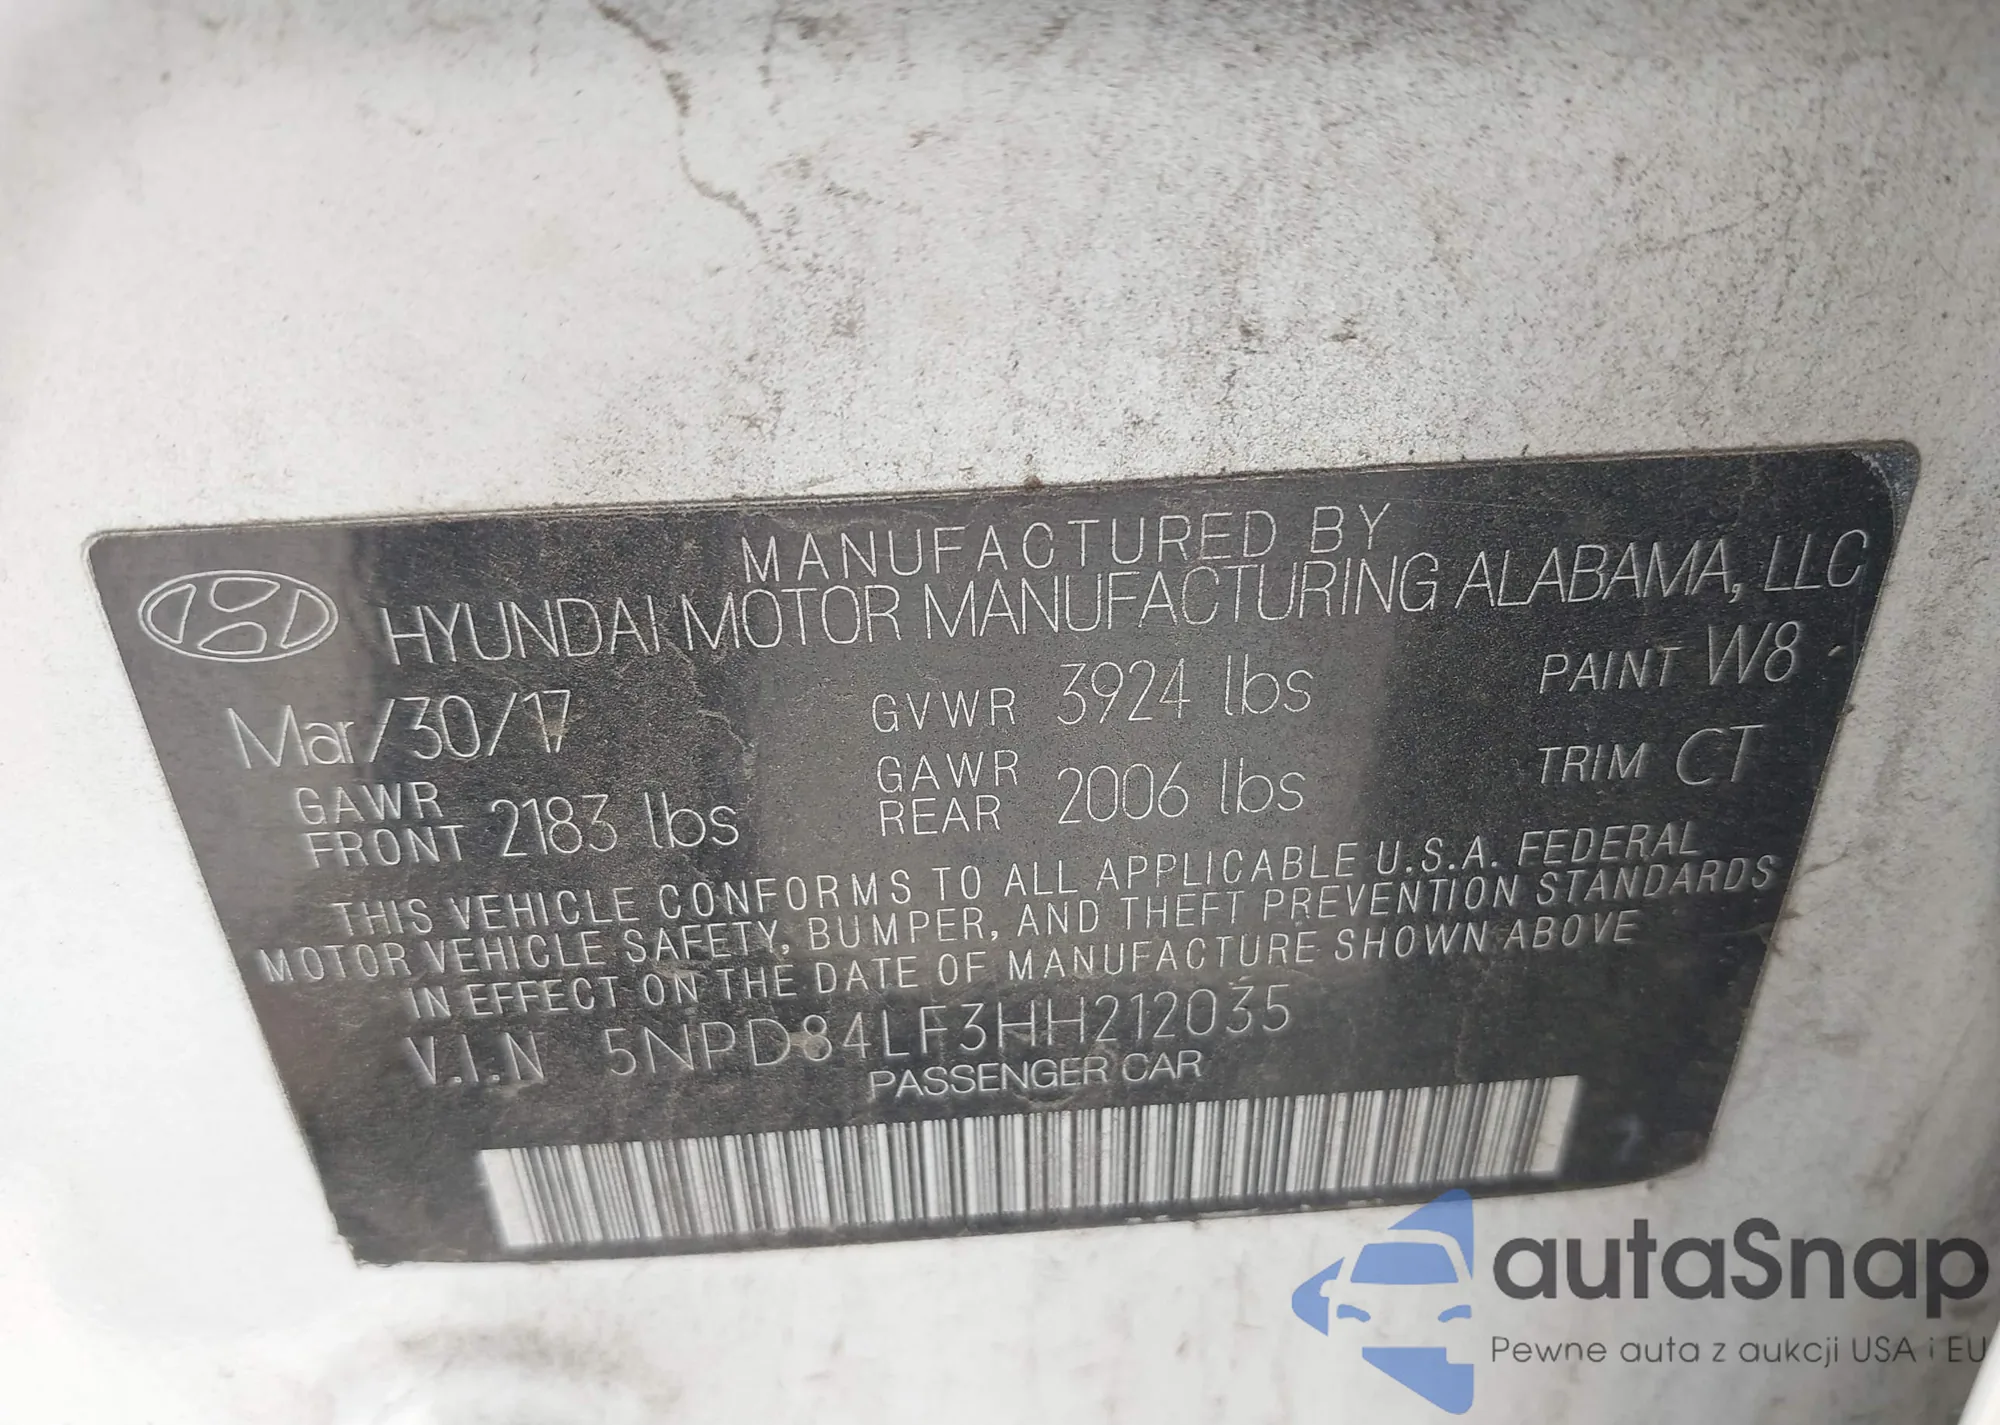 MANUFACTURED BY
HYUNDAI MOTOR MANUFACTURING ALABAMA, LLC
Mar/30/17 GVWR 3924 lbs PAINT W8
GAWR FRONT 2183 lbs GAWR REAR 2006 lbs TRIM CT
THIS VEHICLE CONFORMS TO ALL APPLICABLE U.S.A. FEDERAL
MOTOR VEHICLE SAFETY, BUMPER, AND THEFT PREVENTION STANDARDS
IN EFFECT ON THE DATE OF MANUFACTURE SHOWN ABOVE
V.I.N 5NPD84LF3HH212035
PASSENGER CAR
autaSnap
Pewne auta z aukcji USA i EU